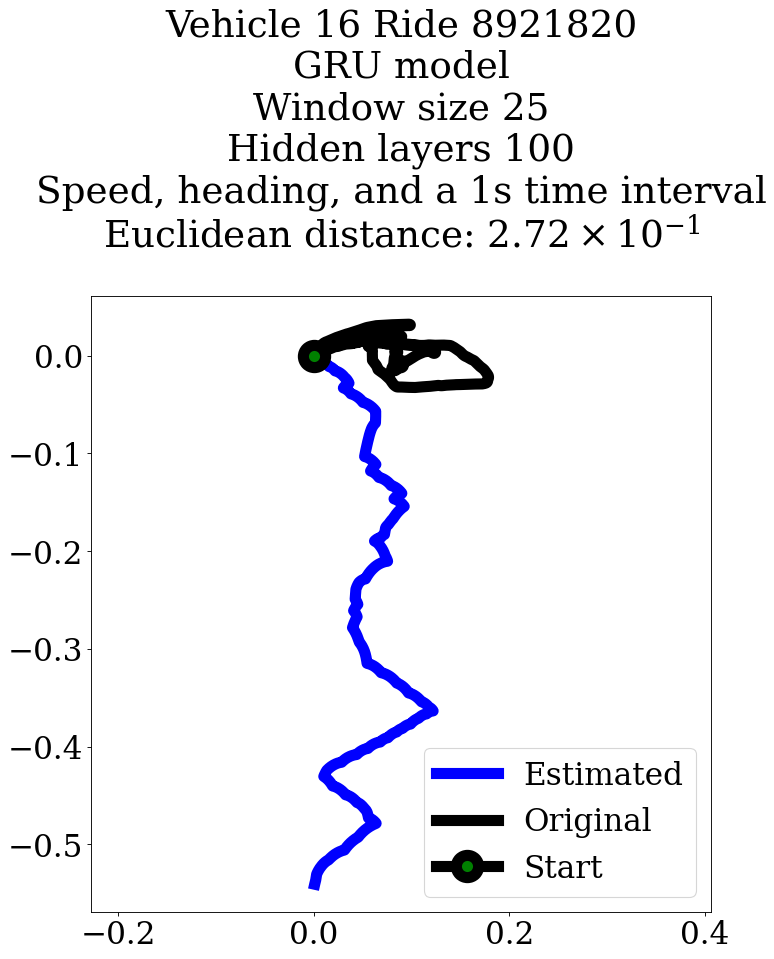 Vehicle 16 Ride 8921820
GRU model
Window size 25
Hidden layers 100
Speed, heading, and a 1s time interval
Euclidean distance: 2.72 × 10⁻¹
0.0
−0.1
−0.2
−0.3
−0.4
−0.5
Estimated
Original
Start
−0.2 0.0 0.2 0.4